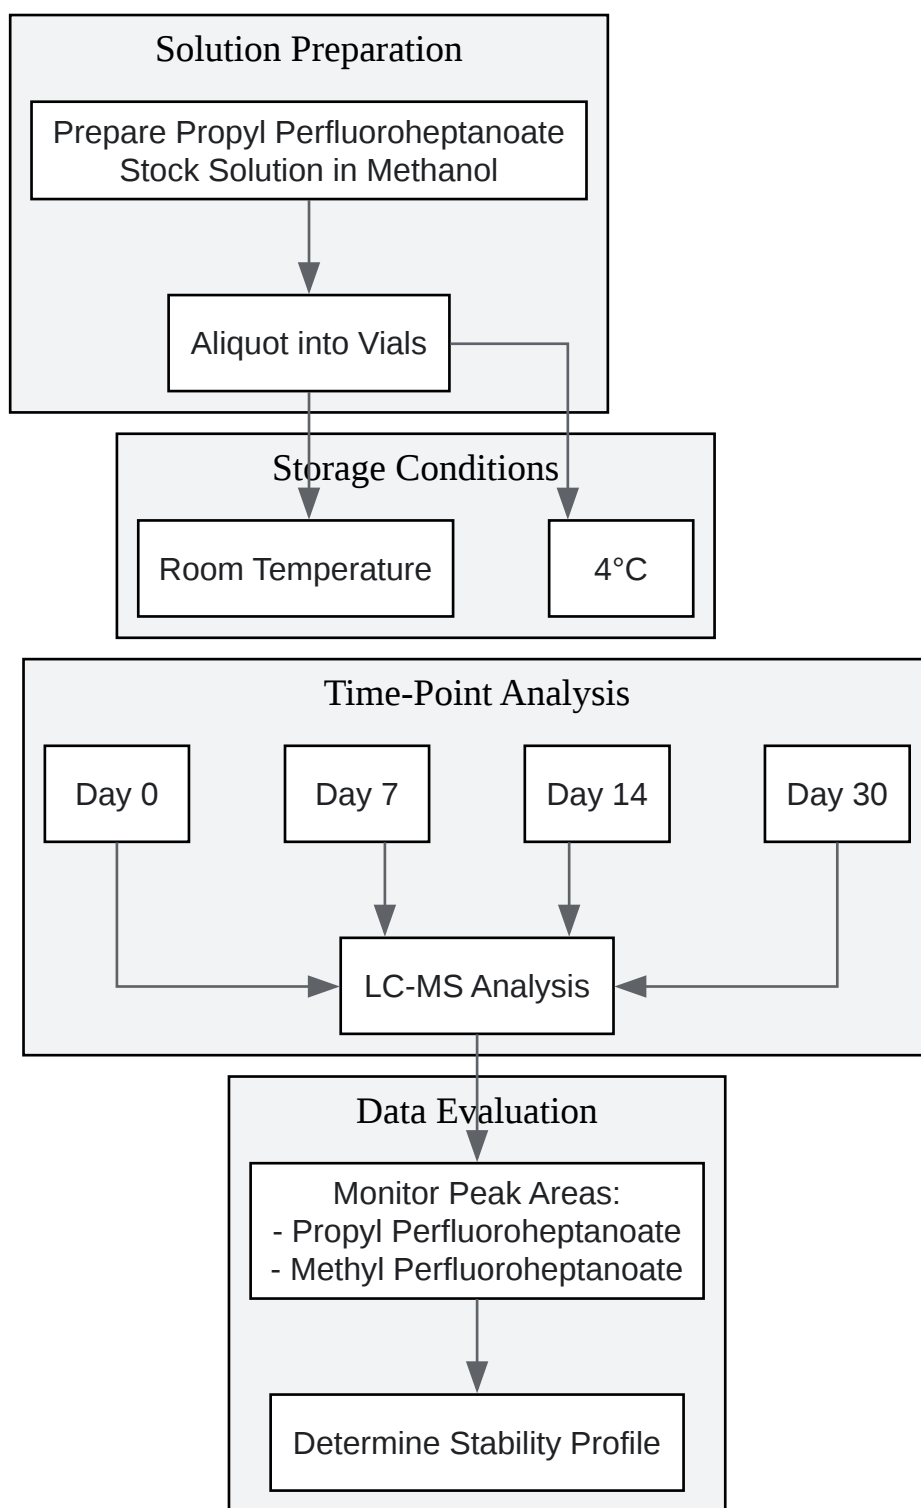 Solution Preparation
Prepare Propyl Perfluoroheptanoate
Stock Solution in Methanol
Aliquot into Vials
Storage Conditions
Room Temperature
4°C
Time-Point Analysis
Day 0
Day 7
Day 14
Day 30
LC-MS Analysis
Data Evaluation
Monitor Peak Areas:
- Propyl Perfluoroheptanoate
- Methyl Perfluoroheptanoate
Determine Stability Profile